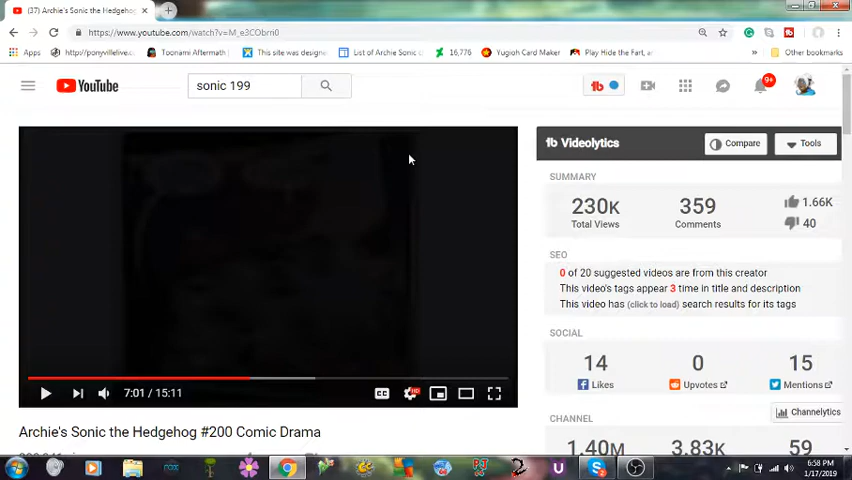 (37) Archie's Sonic the Hedgehog
https://www.youtube.com/watch?v=M_e3CObrn0
Apps
http://ponyvillelive.c
Toonami Aftermath
This site was designe
List of Archie Sonic c
16,776
Yugioh Card Maker
Play Hide the Fart, an
»
Other bookmarks
YouTube
sonic 199
9+
Videolytics
Compare
Tools
SUMMARY
230K
Total Views
359
Comments
1.66K
40
SEO
0 of 20 suggested videos are from this creator
This video's tags appear 3 time in title and description
This video has (click to load) search results for its tags
SOCIAL
14
Likes
0
Upvotes
15
Mentions
7:01 / 15:11
CC
HD
Channelytics
Archie's Sonic the Hedgehog #200 Comic Drama
CHANNEL
1.40M
3.83K
59
6:58 PM
1/17/2019